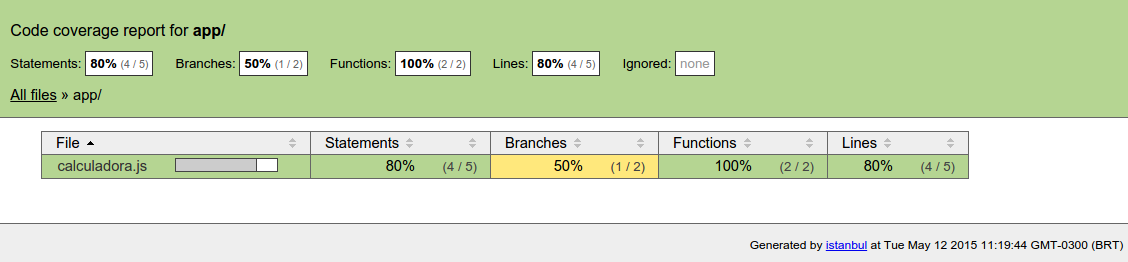 Code coverage report for app/
Statements: 80% (4 / 5) Branches: 50% (1 / 2) Functions: 100% (2 / 2) Lines: 80% (4 / 5) Ignored: none
All files » app/
File Statements Branches Functions Lines
calculadora.js 80% (4 / 5) 50% (1 / 2) 100% (2 / 2) 80% (4 / 5)
Generated by istanbul at Tue May 12 2015 11:19:44 GMT-0300 (BRT)